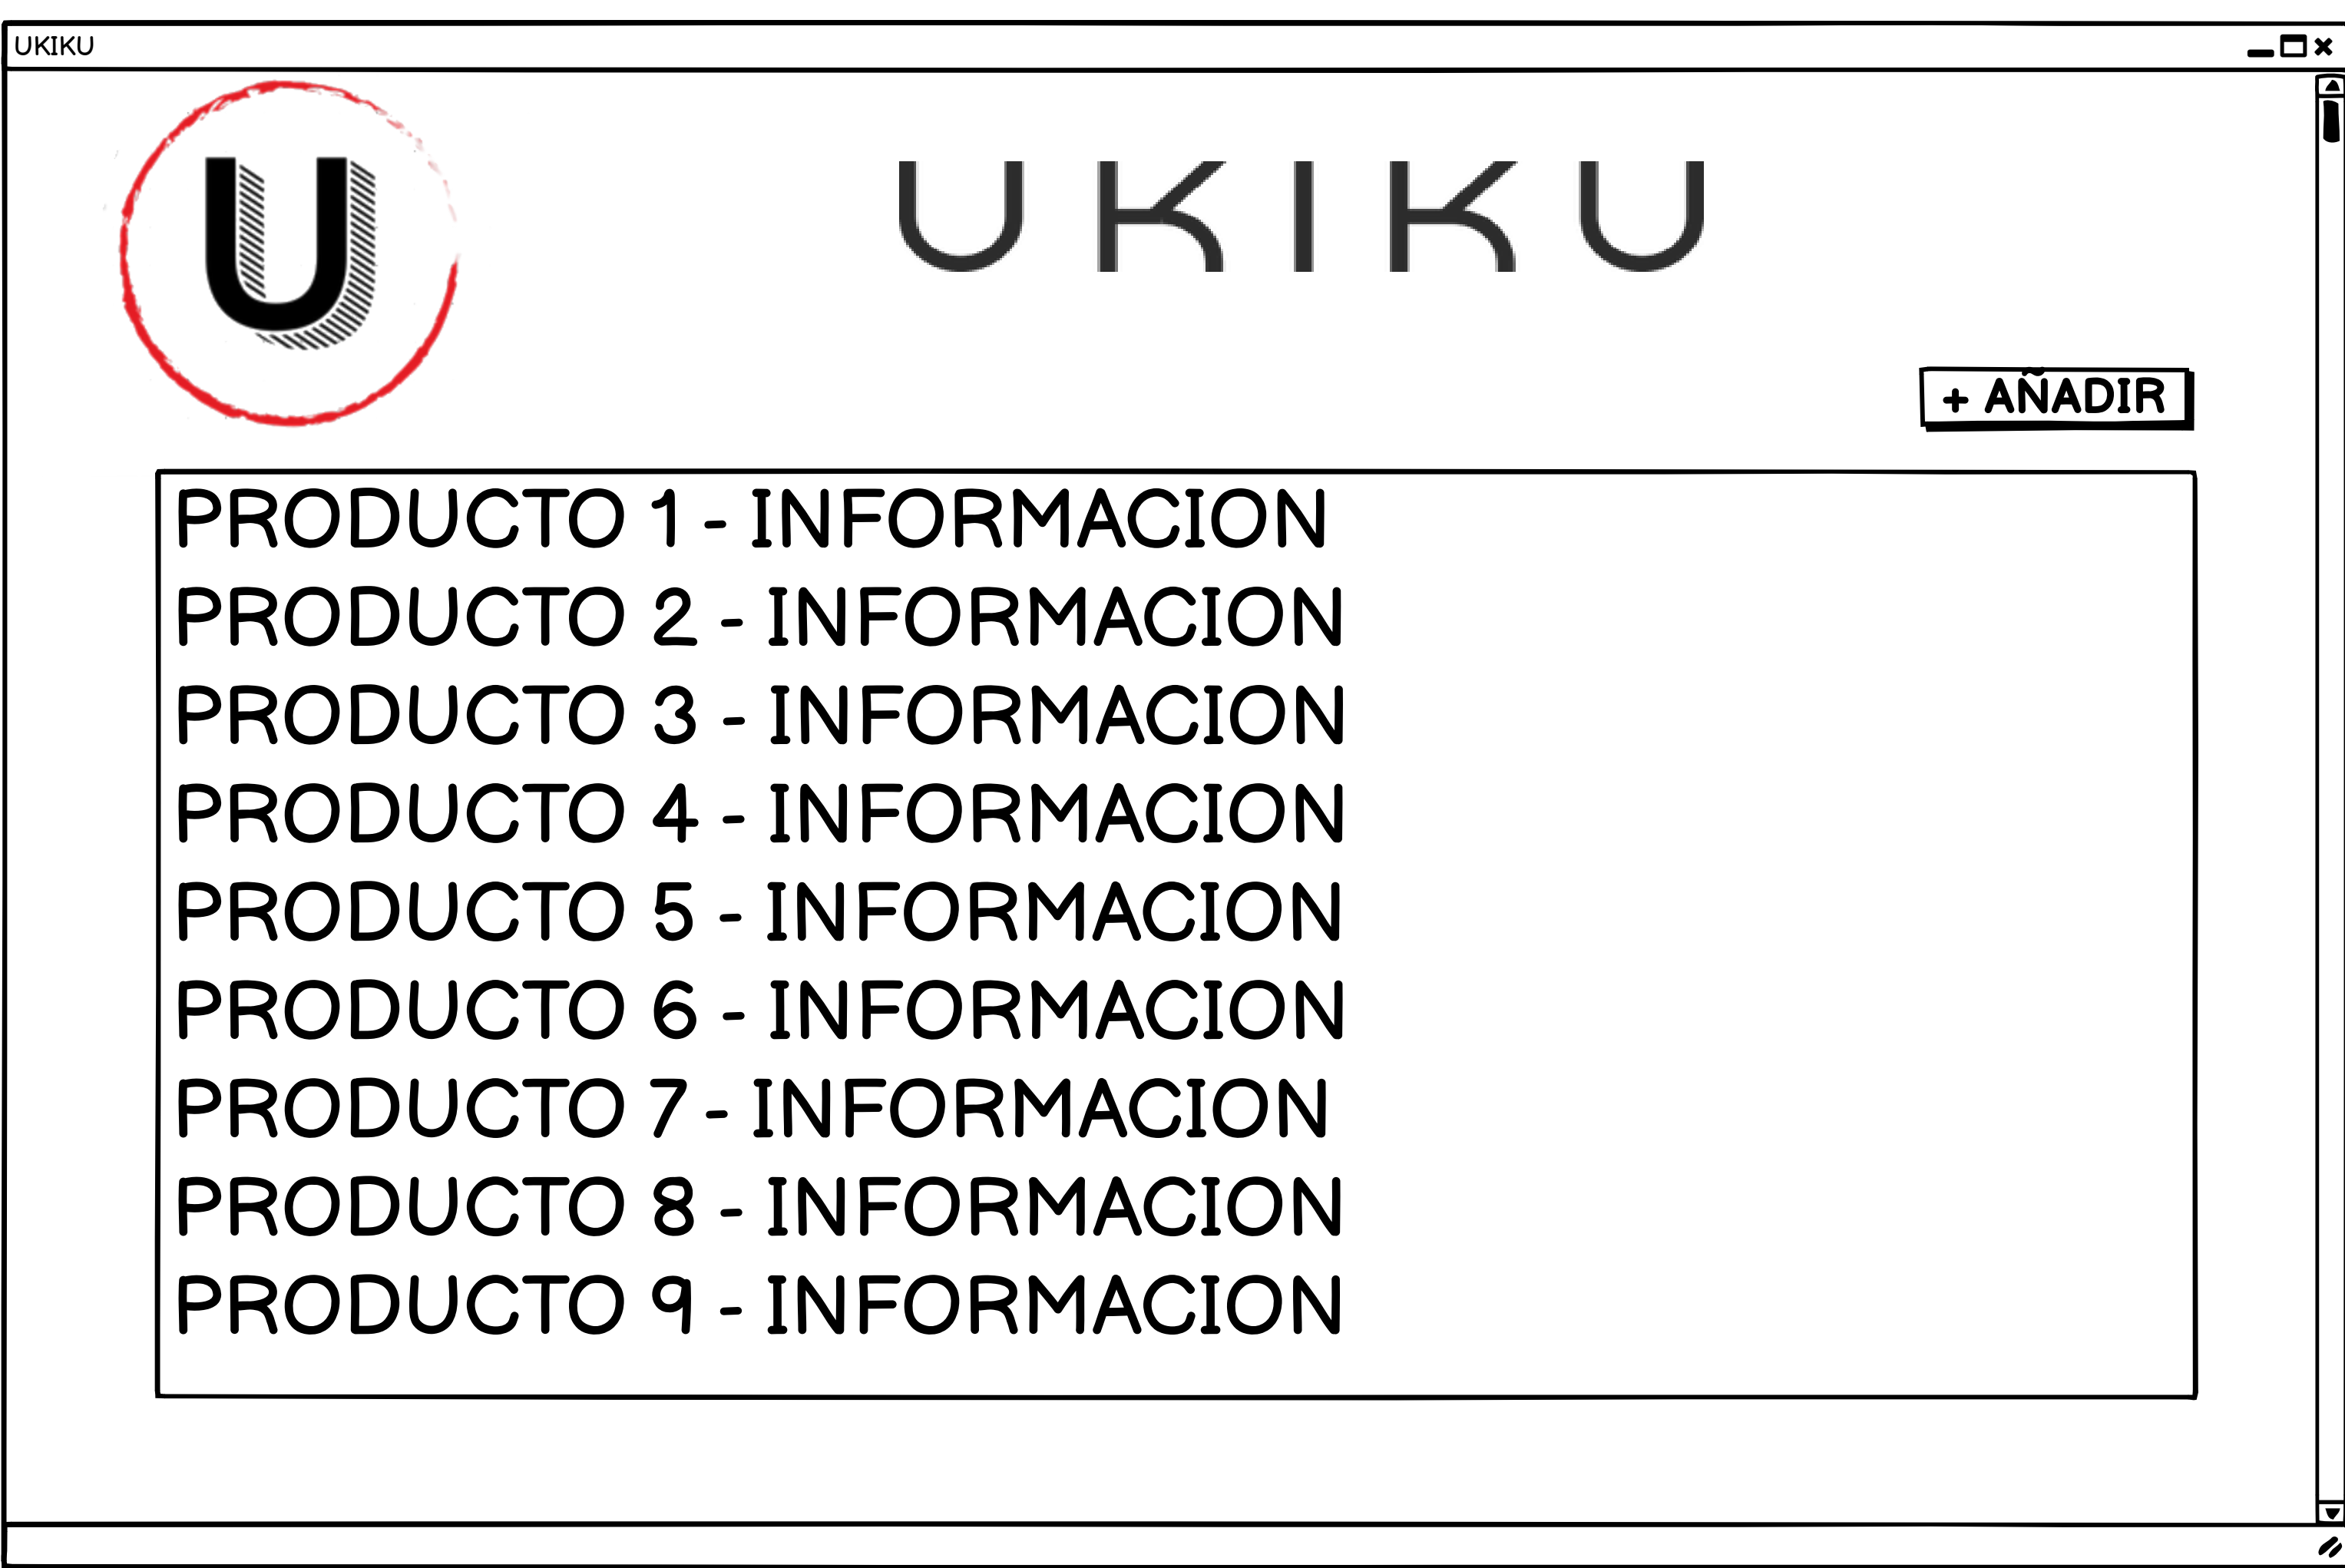 UKIKU
U
UKIKU
+ AÑADIR
PRODUCTO 1 - INFORMACION
PRODUCTO 2 - INFORMACION
PRODUCTO 3 - INFORMACION
PRODUCTO 4 - INFORMACION
PRODUCTO 5 - INFORMACION
PRODUCTO 6 - INFORMACION
PRODUCTO 7 - INFORMACION
PRODUCTO 8 - INFORMACION
PRODUCTO 9 - INFORMACION